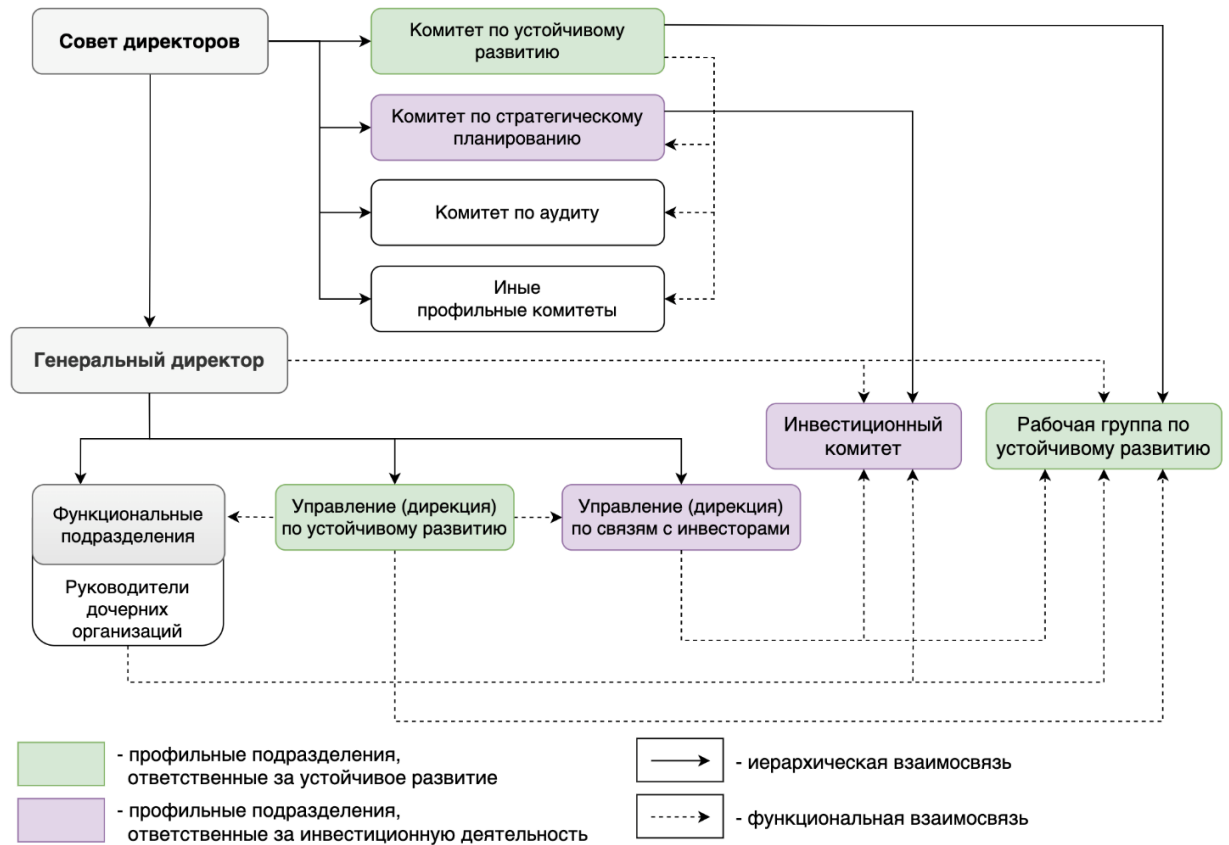 Совет директоров
Комитет по устойчивому
развитию
Комитет по стратегическому
планированию
Комитет по аудиту
Иные
профильные комитеты
Генеральный директор
Инвестиционный
комитет
Рабочая группа по
устойчивому развитию
Функциональные
подразделения
Руководители
дочерних
организаций
Управление (дирекция)
по устойчивому развитию
Управление (дирекция)
по связям с инвесторами
- профильные подразделения,
ответственные за устойчивое развитие
- профильные подразделения,
ответственные за инвестиционную деятельность
- иерархическая взаимосвязь
- функциональная взаимосвязь